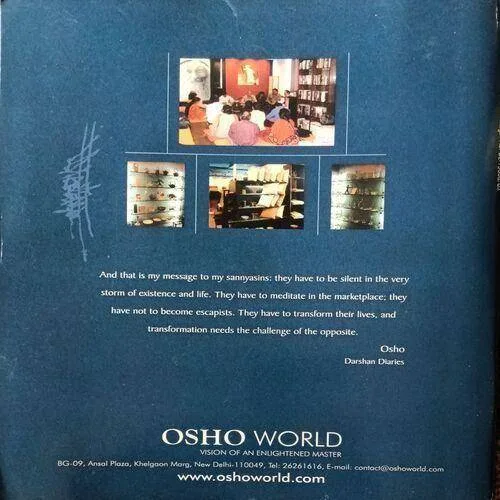 And that is my message to my sannyasins: they have to be silent in the very
storm of existence and life. They have to meditate in the marketplace; they
have not to become escapists. They have to transform their lives, and
transformation needs the challenge of the opposite.
Osho
Darshan Diaries
OSHO WORLD
VISION OF AN ENLIGHTENED MASTER
BG-09, Ansal Plaza, Khelgaon Marg, New Delhi-110049, Tel: 26261616, E-mail: contact@oshoworld.com
www.oshoworld.com